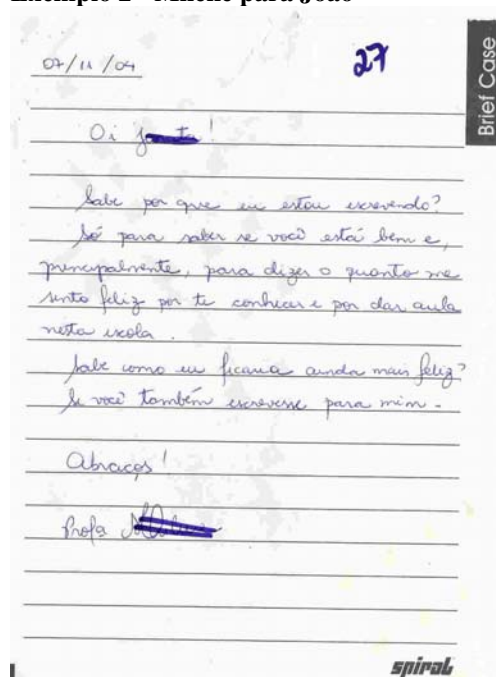 Exemplo 2 - Milene para João
07/11/04
27
Brief Case
Oi
Sabe por que eu estou escrevendo?
Só para saber se você está bem e,
principalmente, para dizer o quanto me
sinto feliz por te conhecer e por dar aula
nesta escola.
Sabe como eu ficaria ainda mais feliz?
Se você também escrevesse para mim.
Abraços!
Profa
spiral